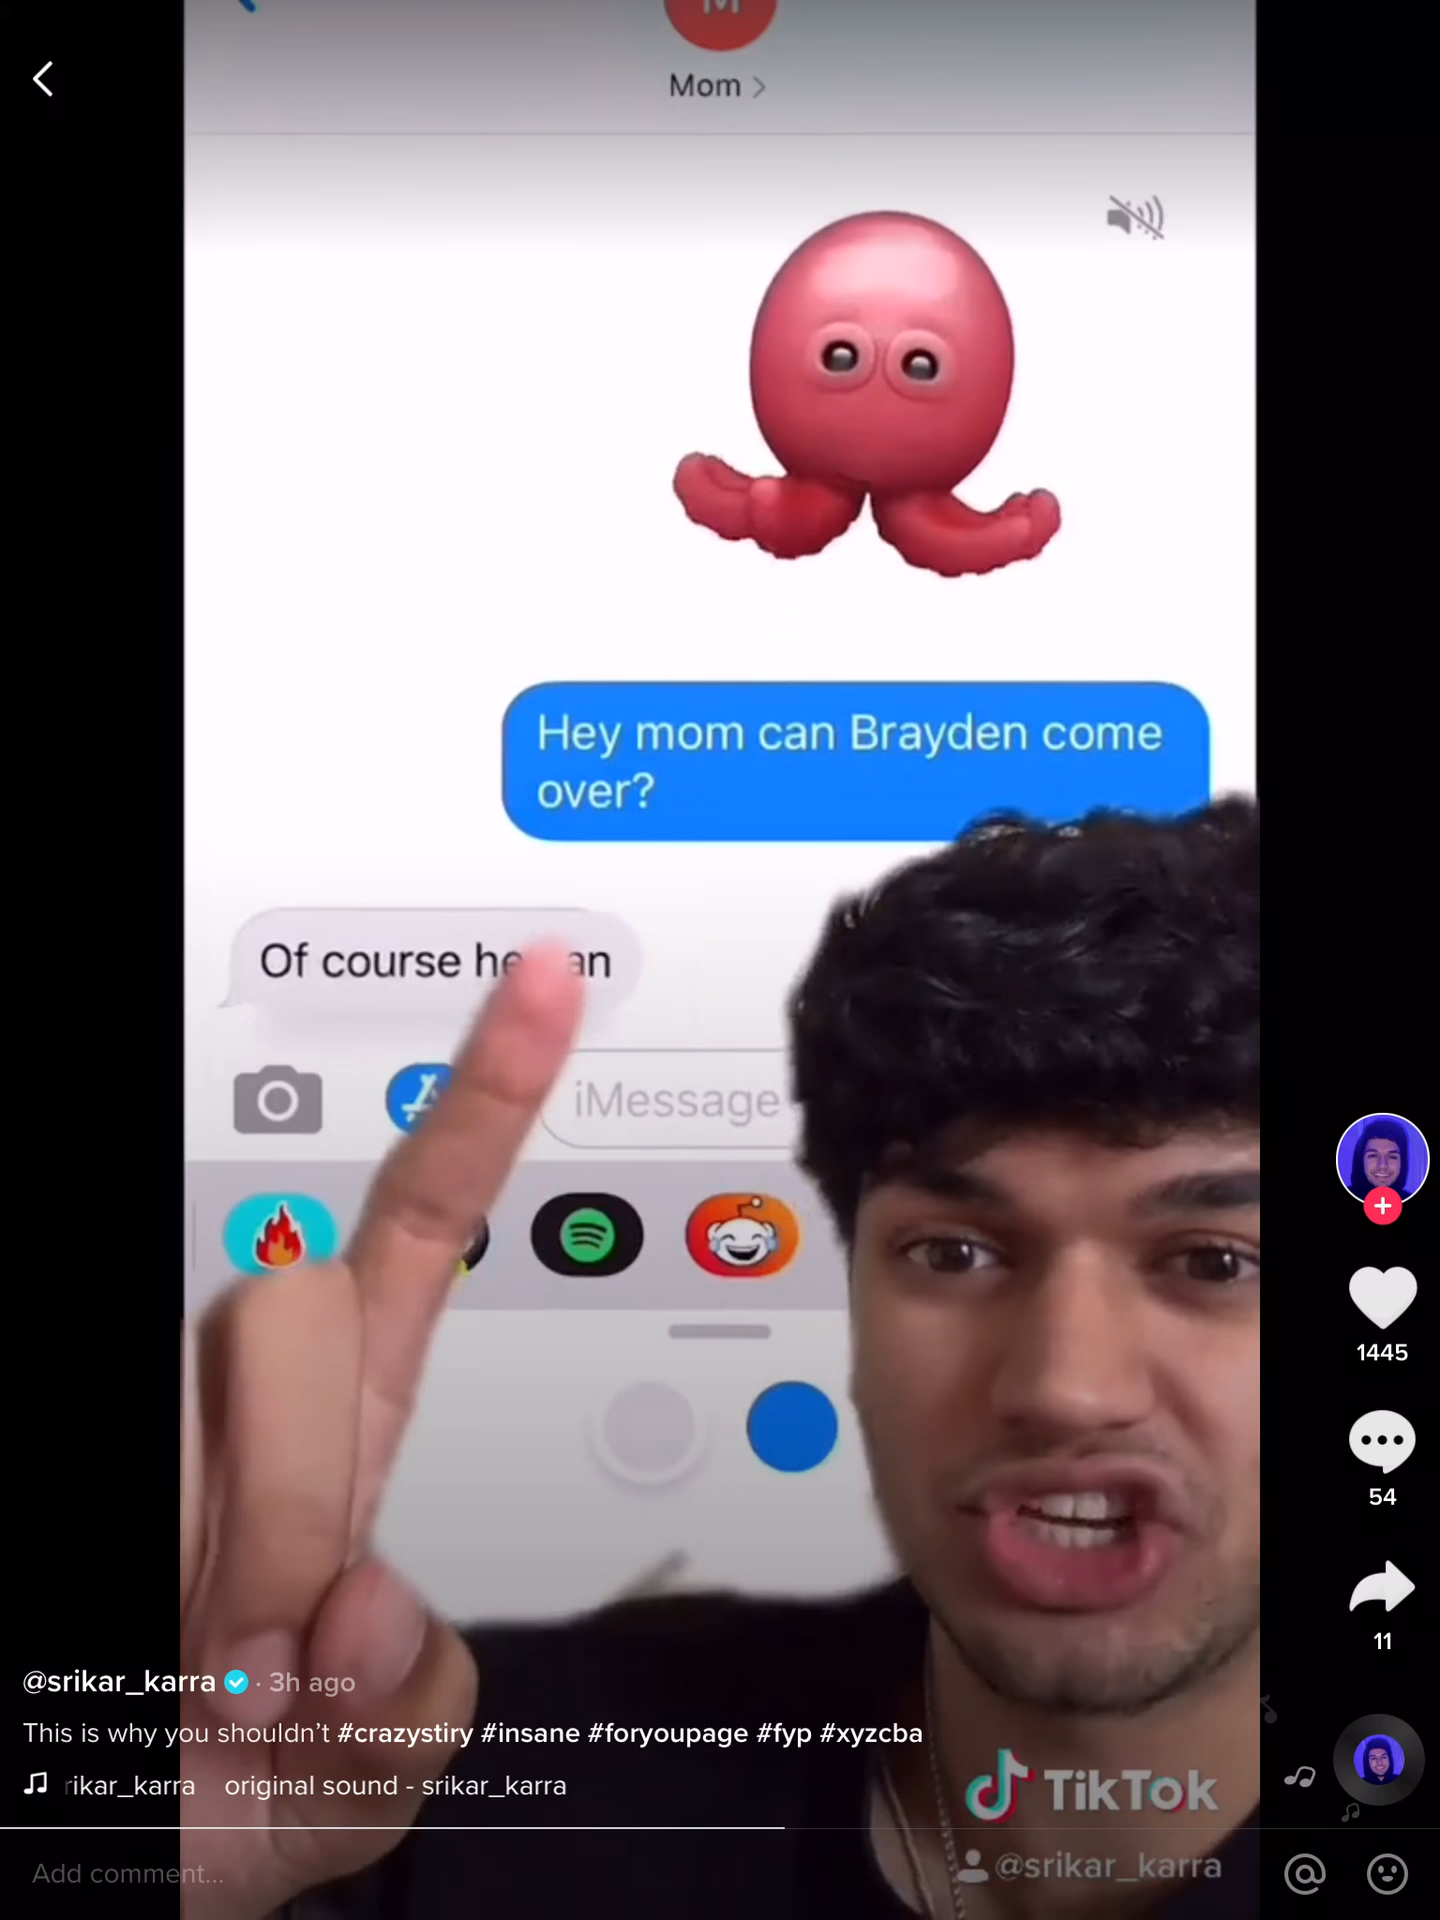 M
Mom
Hey mom can Brayden come
over?
Of course he
iMessage
1445
54
11
@srikar_karra · 3h ago
This is why you shouldn't #crazystiry #insane #foryoupage #fyp #xyzcba
rikar_karra original sound - srikar_karra
TikTok
@srikar_karra
Add comment...